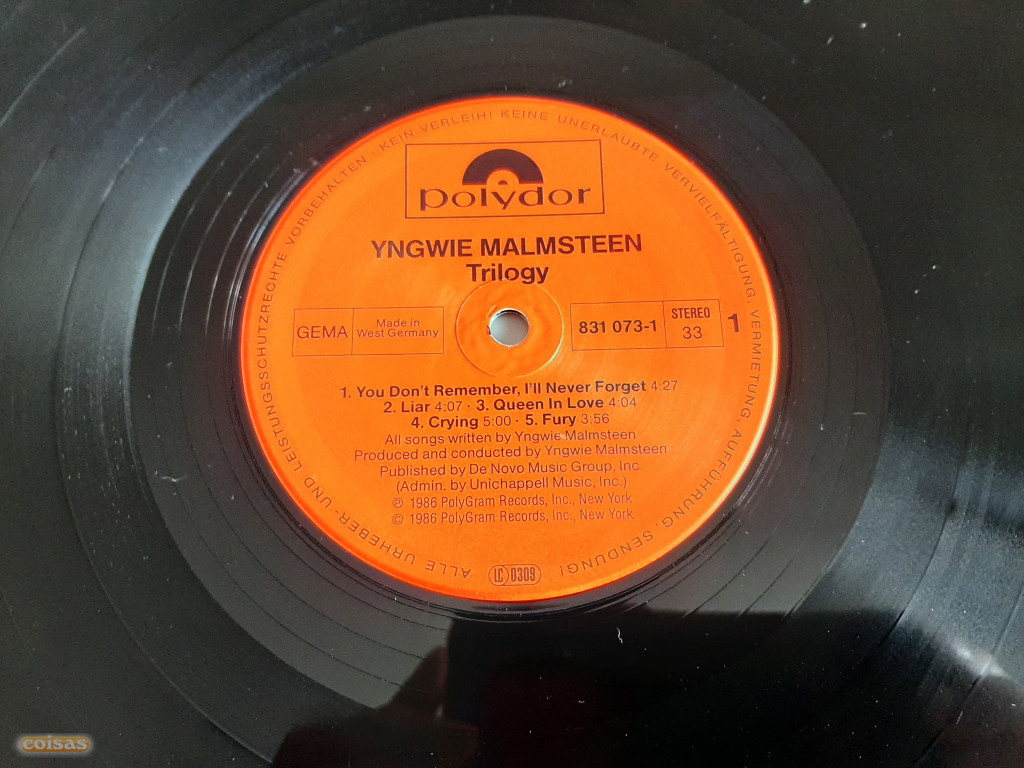 ALLE URHEBER- UND LEISTUNGSSCHUTZRECHTE VORBEHALTEN · KEIN VERLEIH! KEINE UNERLAUBTE VERVIELFÄLTIGUNG, VERMIETUNG, AUFFÜHRUNG, SENDUNG!
polydor
YNGWIE MALMSTEEN
Trilogy
GEMA
Made in
West Germany
831 073-1
STEREO
33
1
1. You Don't Remember, I'll Never Forget 4:27
2. Liar 4:07 · 3. Queen In Love 4:04
4. Crying 5:00 · 5. Fury 3:56
All songs written by Yngwie Malmsteen
Produced and conducted by Yngwie Malmsteen
Published by De Novo Music Group, Inc.
(Admin. by Unichappell Music, Inc.)
℗ 1986 PolyGram Records, Inc., New York
© 1986 PolyGram Records, Inc., New York
LC 0309
coisas